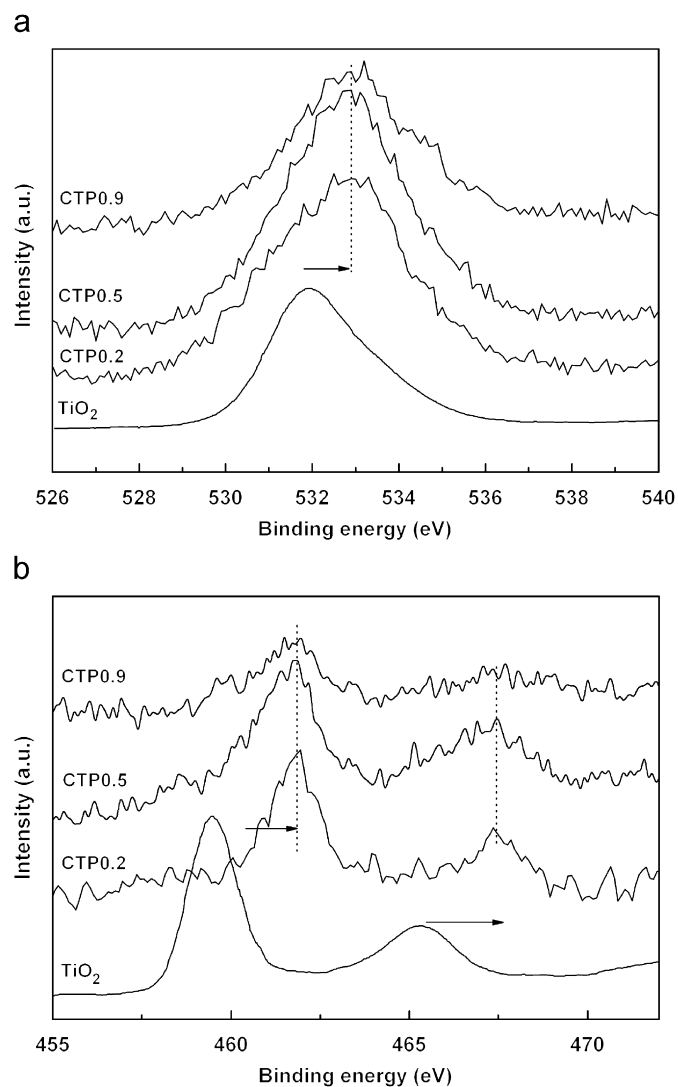 a
Intensity (a.u.)
CTP0.9
CTP0.5
CTP0.2
TiO2
526 528 530 532 534 536 538 540
Binding energy (eV)
b
Intensity (a.u.)
CTP0.9
CTP0.5
CTP0.2
TiO2
455 460 465 470
Binding energy (eV)